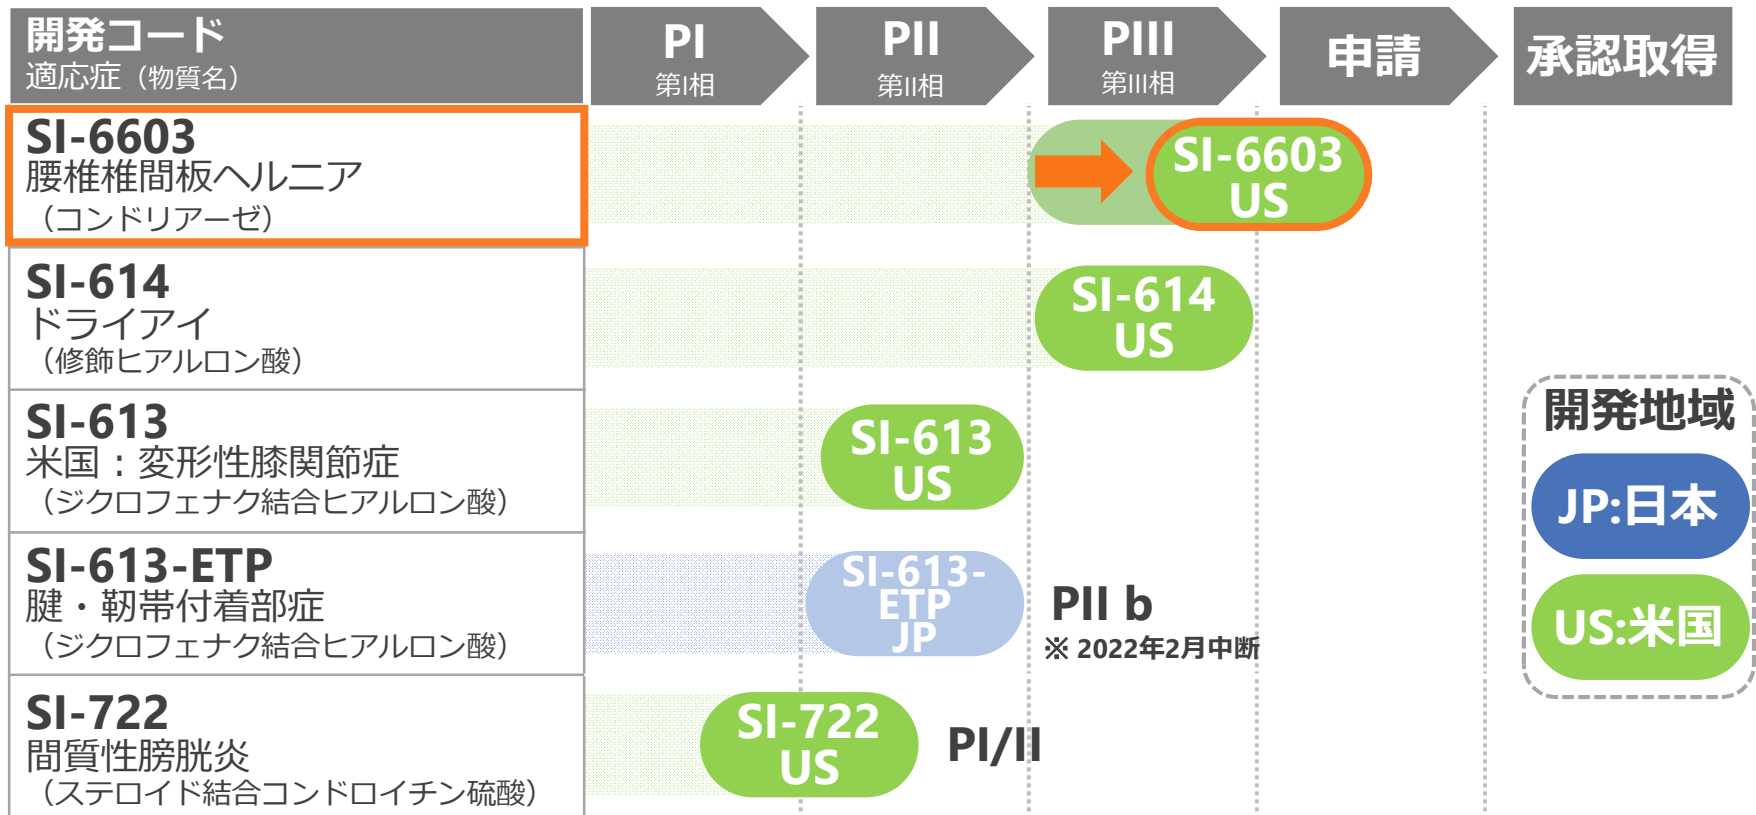 開発コード
適応症（物質名）
PI
第I相
PII
第II相
PIII
第III相
申請
承認取得
SI-6603
腰椎椎間板ヘルニア
（コンドリアーゼ）
SI-6603
US
SI-614
ドライアイ
（修飾ヒアルロン酸）
SI-614
US
SI-613
米国：変形性膝関節症
（ジクロフェナク結合ヒアルロン酸）
SI-613
US
SI-613-ETP
腱・靭帯付着部症
（ジクロフェナク結合ヒアルロン酸）
SI-613-
ETP
JP
PII b
※ 2022年2月中断
SI-722
間質性膀胱炎
（ステロイド結合コンドロイチン硫酸）
SI-722
US
PI/II
開発地域
JP:日本
US:米国